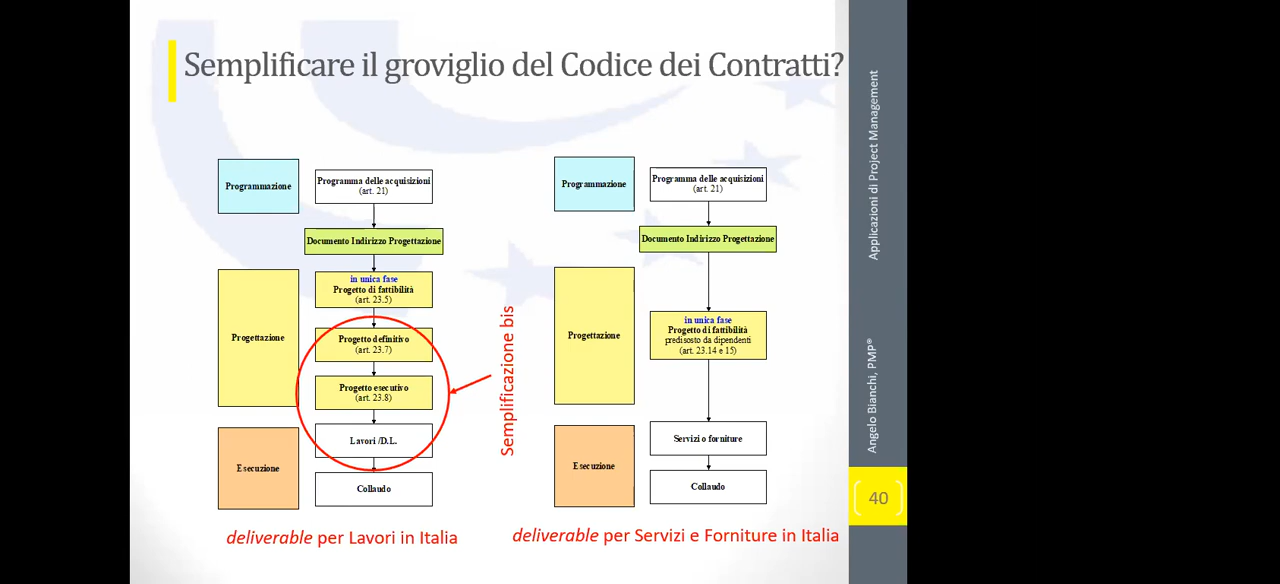 Semplificare il groviglio del Codice dei Contratti?
Programmazione
Programma delle acquisizioni
(art. 21)
Documento Indirizzo Progettazione
Progettazione
in unica fase
Progetto di fattibilità
(art. 23.5)
Progetto definitivo
(art. 23.7)
Progetto esecutivo
(art. 23.8)
Esecuzione
Lavori /D.L.
Collaudo
deliverable per Lavori in Italia
Semplificazione bis
Programmazione
Programma delle acquisizioni
(art. 21)
Documento Indirizzo Progettazione
Progettazione
in unica fase
Progetto di fattibilità
predisosto da dipendenti
(art. 23.14 e 15)
Esecuzione
Servizi o forniture
Collaudo
deliverable per Servizi e Forniture in Italia
Applicazioni di Project Management
Angelo Bianchi, PMP®
40